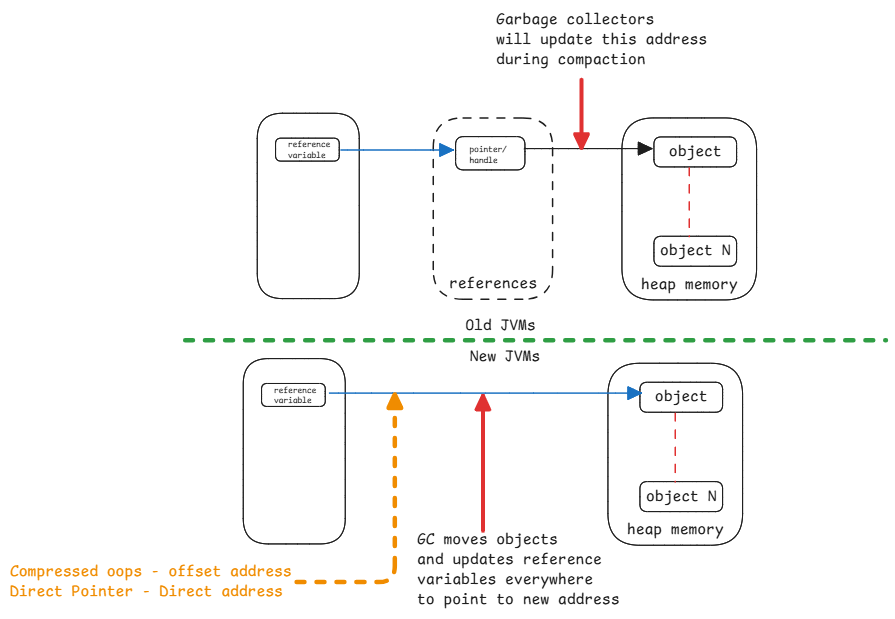 Garbage collectors
will update this address
during compaction
reference
variable
pointer/
handle
object
object N
references
heap memory
Old JVMs
New JVMs
reference
variable
object
object N
heap memory
GC moves objects
and updates reference
variables everywhere
to point to new address
Compressed oops - offset address
Direct Pointer - Direct address